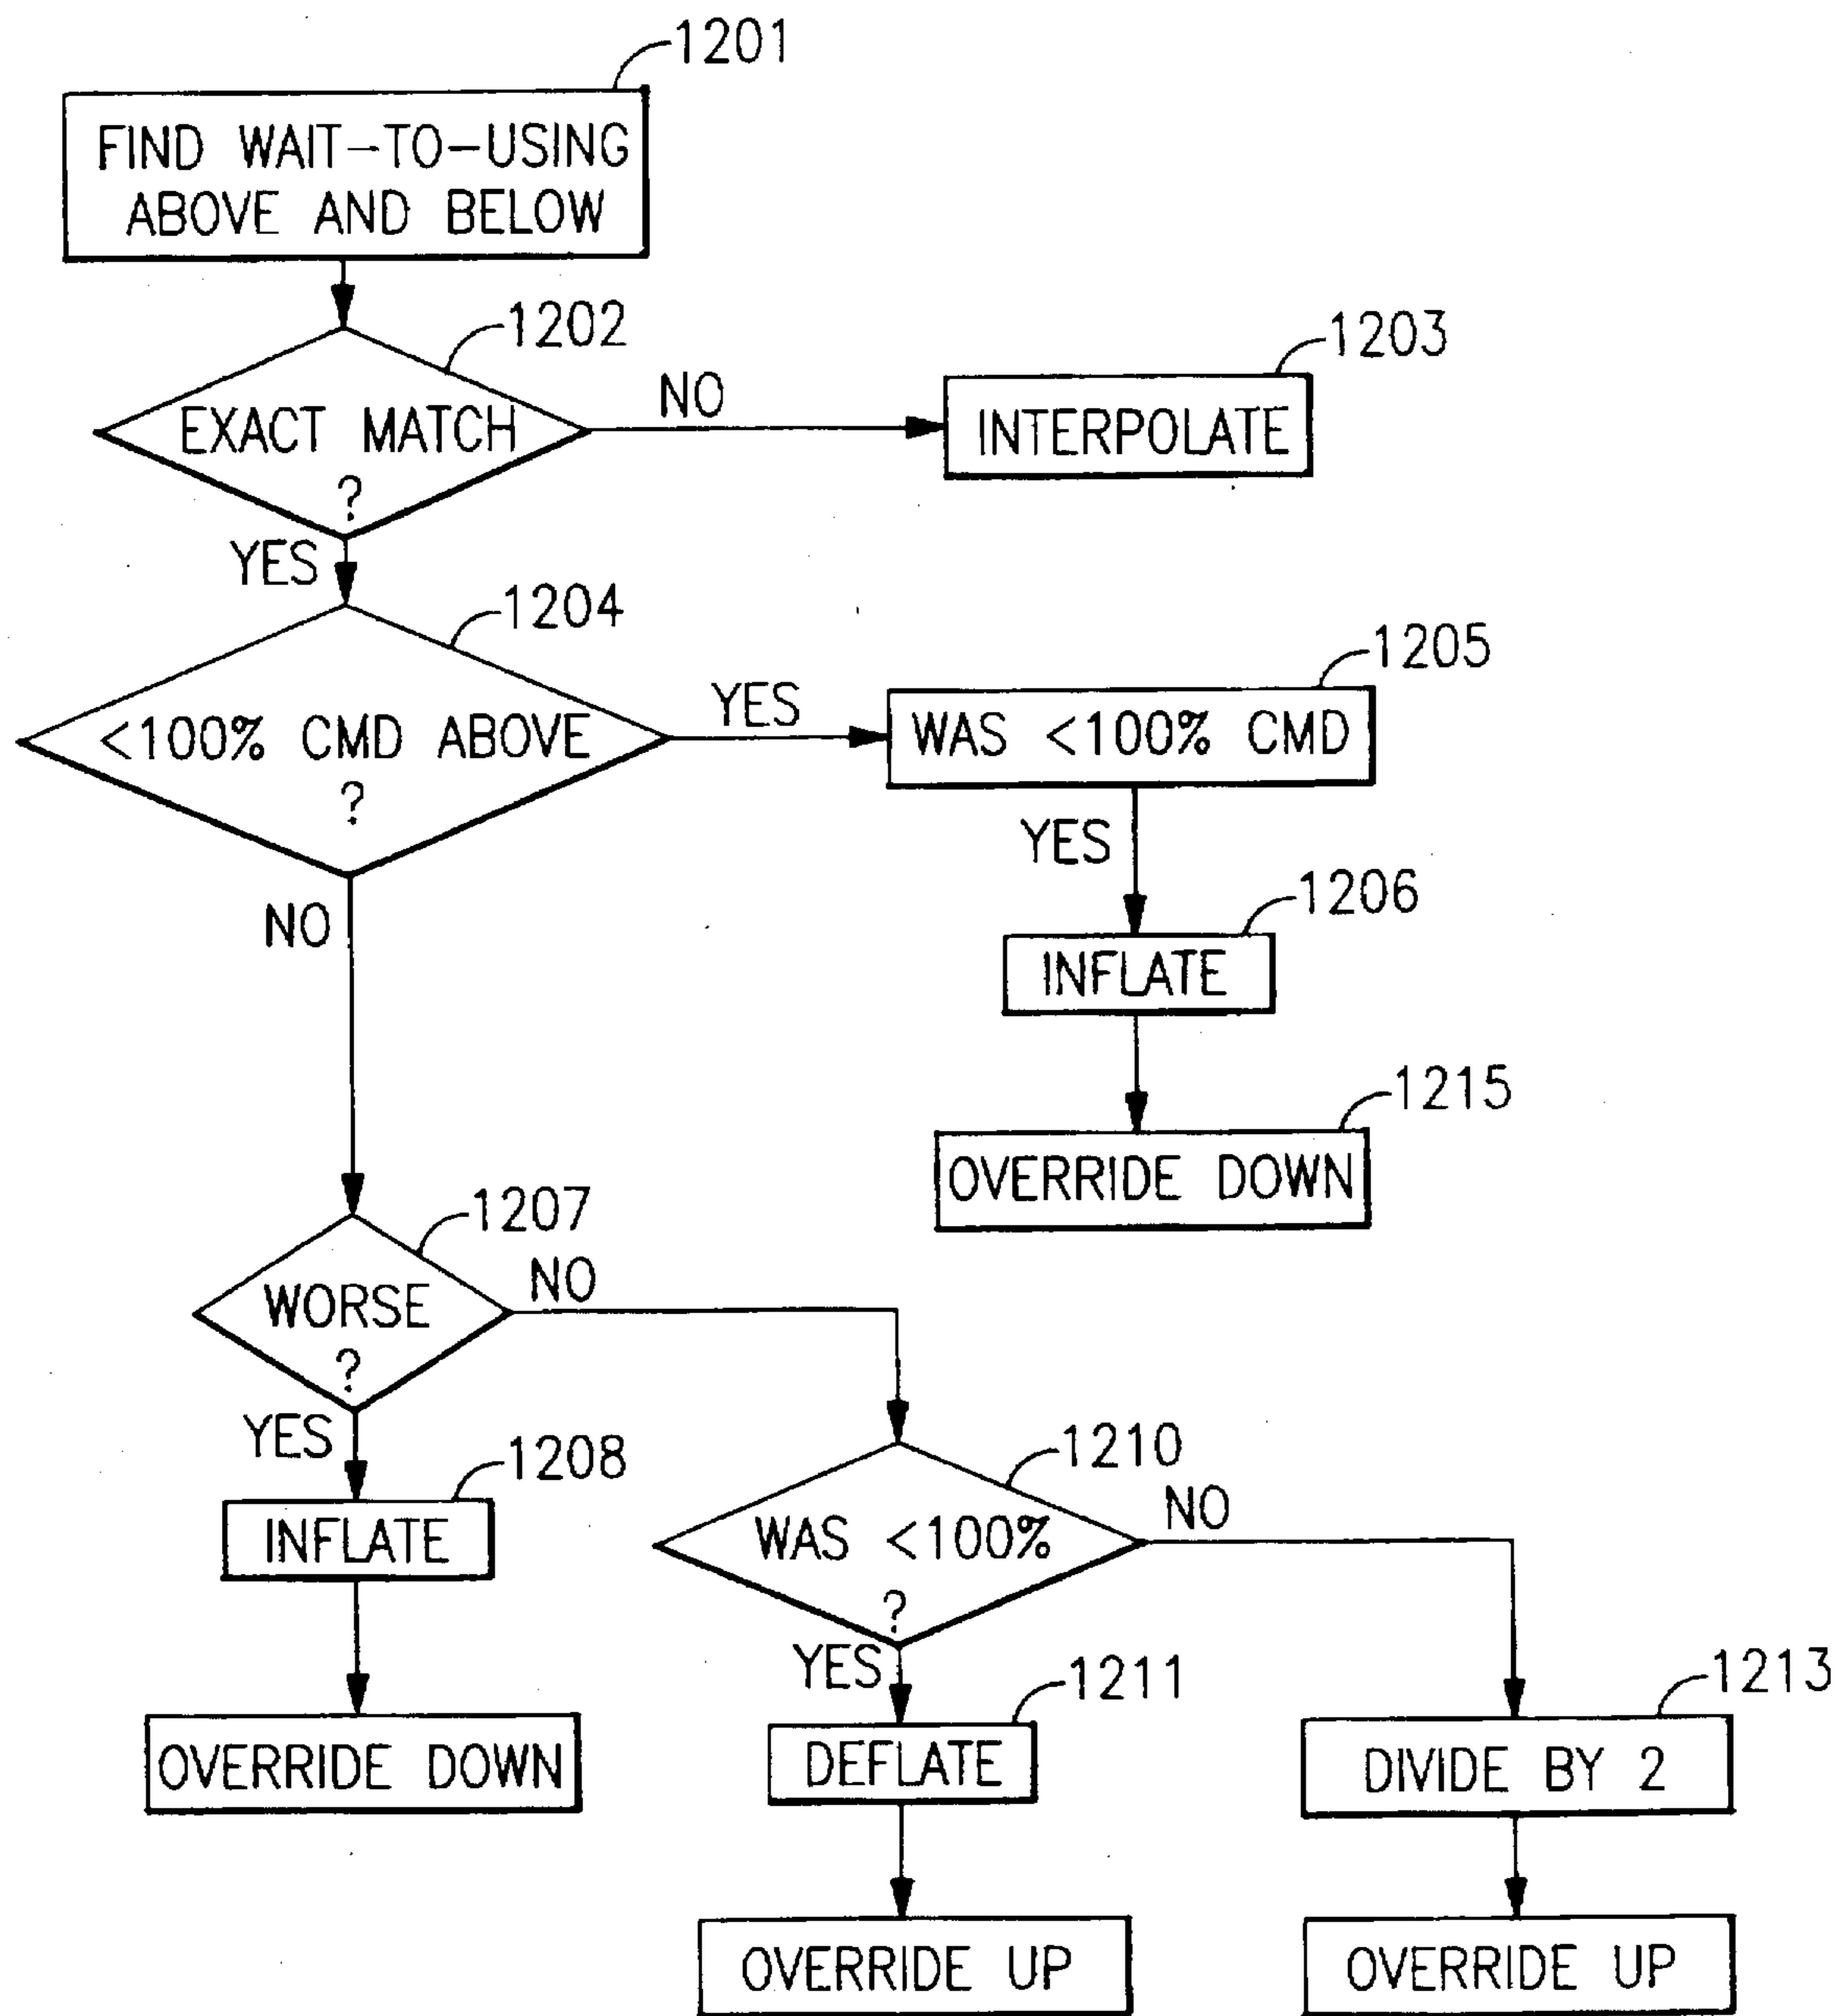 1201
FIND WAIT-TO-USING
ABOVE AND BELOW
1202
EXACT MATCH
?
NO
1203
INTERPOLATE
YES
1204
<100% CMD ABOVE
?
YES
1205
WAS <100% CMD
YES
1206
INFLATE
1215
OVERRIDE DOWN
NO
1207
WORSE
?
NO
YES
1208
INFLATE
OVERRIDE DOWN
1210
WAS <100%
?
NO
YES
1211
DEFLATE
OVERRIDE UP
1213
DIVIDE BY 2
OVERRIDE UP